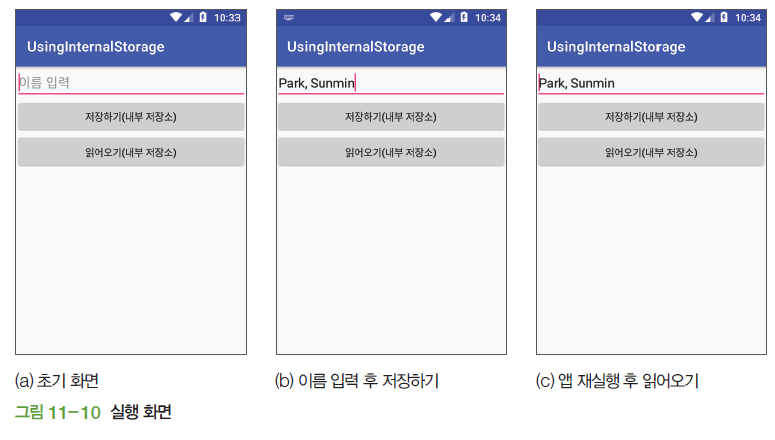 10:33
UsingInternalStorage
이름 입력
저장하기(내부 저장소)
읽어오기(내부 저장소)
10:34
UsingInternalStorage
Park, Sunmin
저장하기(내부 저장소)
읽어오기(내부 저장소)
10:34
UsingInternalStorage
Park, Sunmin
저장하기(내부 저장소)
읽어오기(내부 저장소)
(a) 초기 화면
(b) 이름 입력 후 저장하기
(c) 앱 재실행 후 읽어오기
그림 11-10 실행 화면